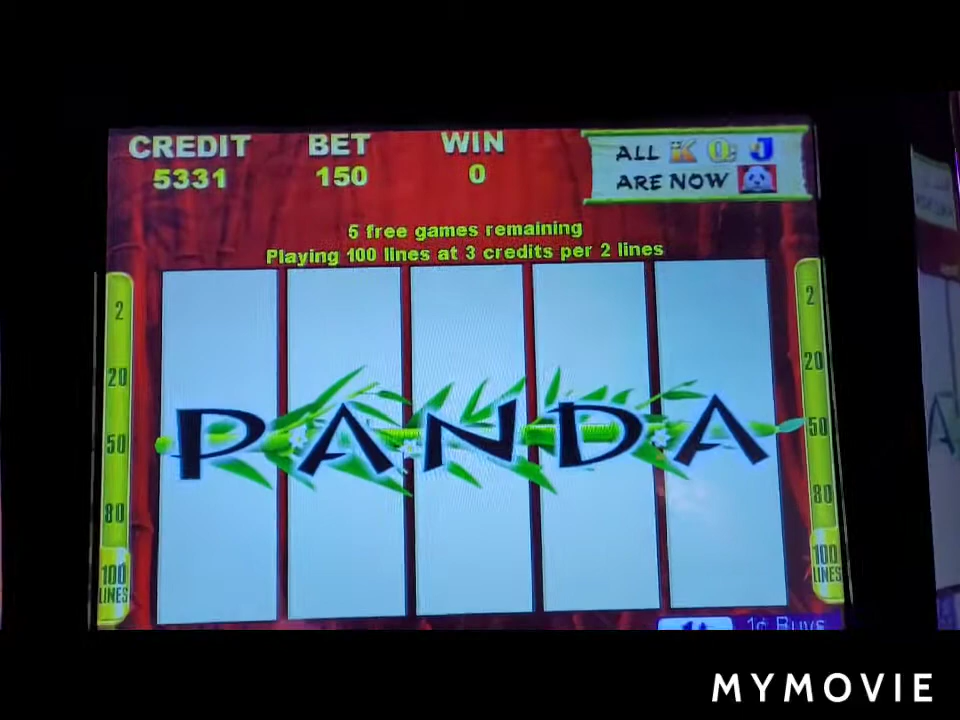 CREDIT BET WIN
5331 150 0
ALL K Q J
ARE NOW
5 free games remaining
Playing 100 lines at 3 credits per 2 lines
2 2
20 20
PANDA
50 50
80 80
100 100
LINES LINES
1¢ Buys
MYMOVIE